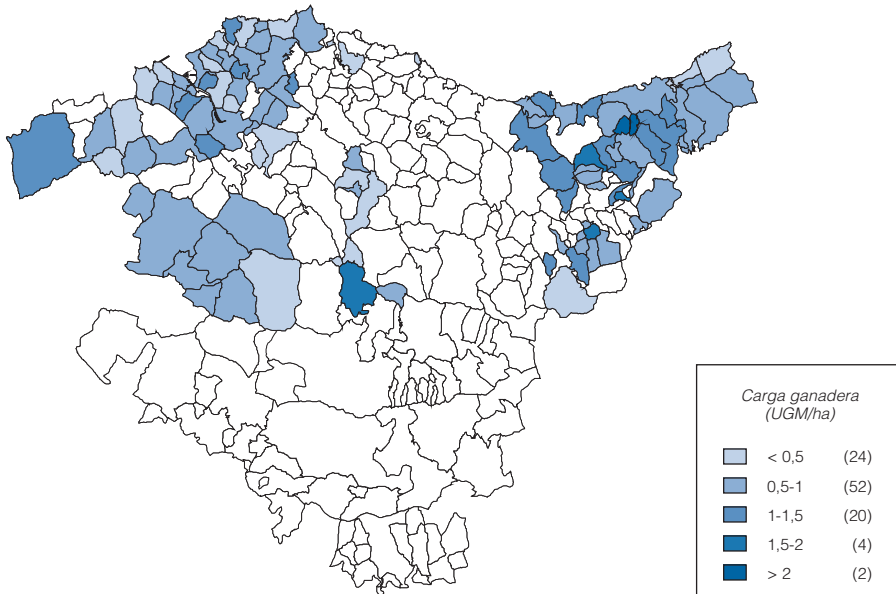 Carga ganadera
(UGM/ha)
< 0,5 (24)
0,5-1 (52)
1-1,5 (20)
1,5-2 (4)
> 2 (2)